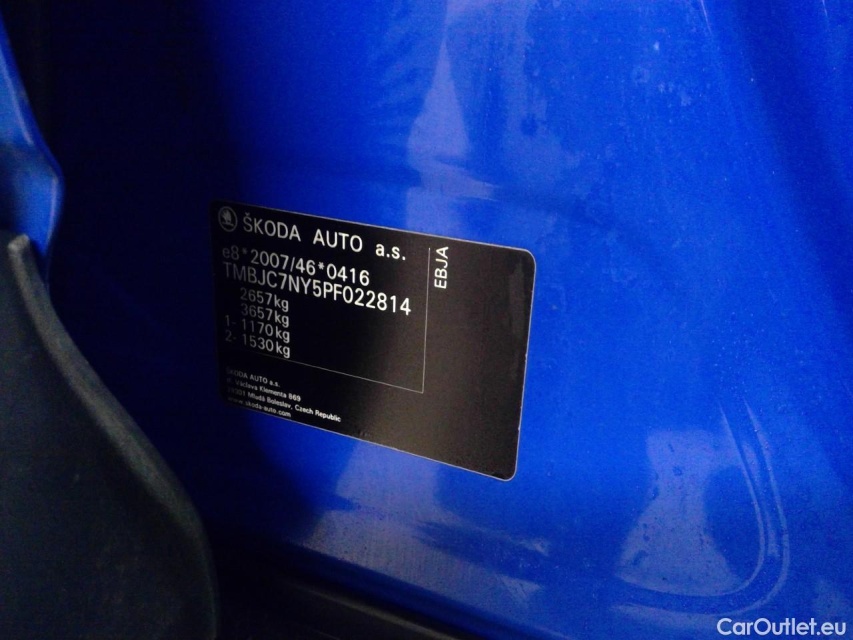 ŠKODA AUTO a.s.
EBJA
e8*2007/46*0416
TMBJC7NY5PF022814
2657kg
3657kg
1- 1170kg
2- 1530kg
ŠKODA AUTO a.s.
Václava Klementa 869
Mladá Boleslav, Czech Republic
www.skoda-auto.com
CarOutlet.eu